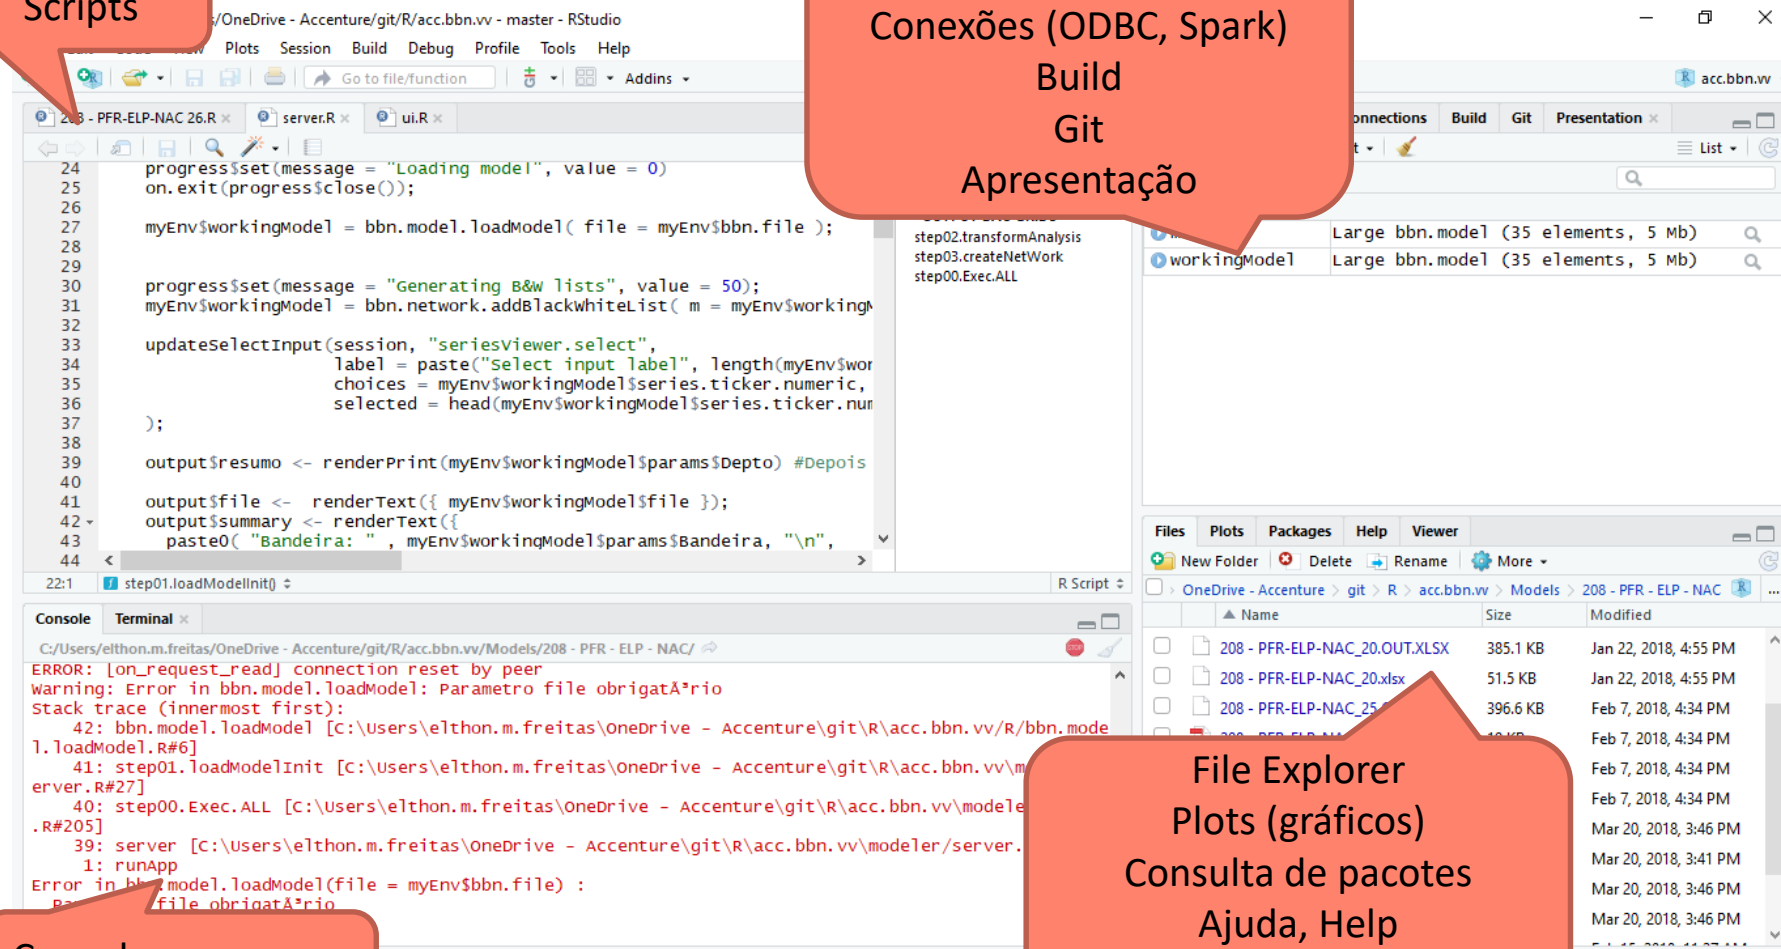 Scripts
/OneDrive - Accenture/git/R/acc.bbn.vv - master - RStudio
Plots Session Build Debug Profile Tools Help
Go to file/function Addins
acc.bbn.vv
Conexões (ODBC, Spark)
Build
Git
Apresentação
PFR-ELP-NAC 26.R server.R ui.R
Build Git Presentation
List
24 progress$set(message = "Loading model", value = 0)
25 on.exit(progress$close());
26
27 myEnv$workingModel = bbn.model.loadModel( file = myEnv$bbn.file );
28
29
30 progress$set(message = "Generating B&W lists", value = 50);
31 myEnv$workingModel = bbn.network.addBlackWhiteList( m = myEnv$workingM
32
33 updateSelectInput(session, "seriesViewer.select",
34 label = paste("Select input label", length(myEnv$wor
35 choices = myEnv$workingModel$series.ticker.numeric,
36 selected = head(myEnv$workingModel$series.ticker.num
37 );
38
39 output$resumo <- renderPrint(myEnv$workingModel$params$Depto) #Depois
40
41 output$file <- renderText({ myEnv$workingModel$file });
42 output$summary <- renderText({
43 paste0( "Bandeira: " , myEnv$workingModel$params$Bandeira, "\n",
44
22:1 step01.loadModelInit() R Script
step02.transformAnalysis
step03.createNetWork
step00.Exec.ALL
Large bbn.model (35 elements, 5 Mb)
workingModel Large bbn.model (35 elements, 5 Mb)
Console Terminal
C:/Users/elthon.m.freitas/OneDrive - Accenture/git/R/acc.bbn.vv/Models/208 - PFR - ELP - NAC/
ERROR: [on_request_read] connection reset by peer
Warning: Error in bbn.model.loadModel: Parametro file obrigatÃ³rio
Stack trace (innermost first):
42: bbn.model.loadModel [C:\Users\elthon.m.freitas\OneDrive - Accenture\git\R\acc.bbn.vv/R/bbn.mode
l.loadModel.R#6]
41: step01.loadModelInit [C:\Users\elthon.m.freitas\OneDrive - Accenture\git\R\acc.bbn.vv\m
erver.R#27]
40: step00.Exec.ALL [C:\Users\elthon.m.freitas\OneDrive - Accenture\git\R\acc.bbn.vv\modele
.R#205]
39: server [C:\Users\elthon.m.freitas\OneDrive - Accenture\git\R\acc.bbn.vv\modeler/server.
1: runApp
Error in bbn.model.loadModel(file = myEnv$bbn.file) :
file obrigatÃ³rio
Files Plots Packages Help Viewer
New Folder Delete Rename More
OneDrive - Accenture > git > R > acc.bbn.vv > Models > 208 - PFR - ELP - NAC ...
Name Size Modified
208 - PFR-ELP-NAC_20.OUT.XLSX 385.1 KB Jan 22, 2018, 4:55 PM
208 - PFR-ELP-NAC_20.xlsx 51.5 KB Jan 22, 2018, 4:55 PM
208 - PFR-ELP-NAC_25 396.6 KB Feb 7, 2018, 4:34 PM
Feb 7, 2018, 4:34 PM
Feb 7, 2018, 4:34 PM
Feb 7, 2018, 4:34 PM
Mar 20, 2018, 3:46 PM
Mar 20, 2018, 3:41 PM
Mar 20, 2018, 3:46 PM
Mar 20, 2018, 3:46 PM
File Explorer
Plots (gráficos)
Consulta de pacotes
Ajuda, Help